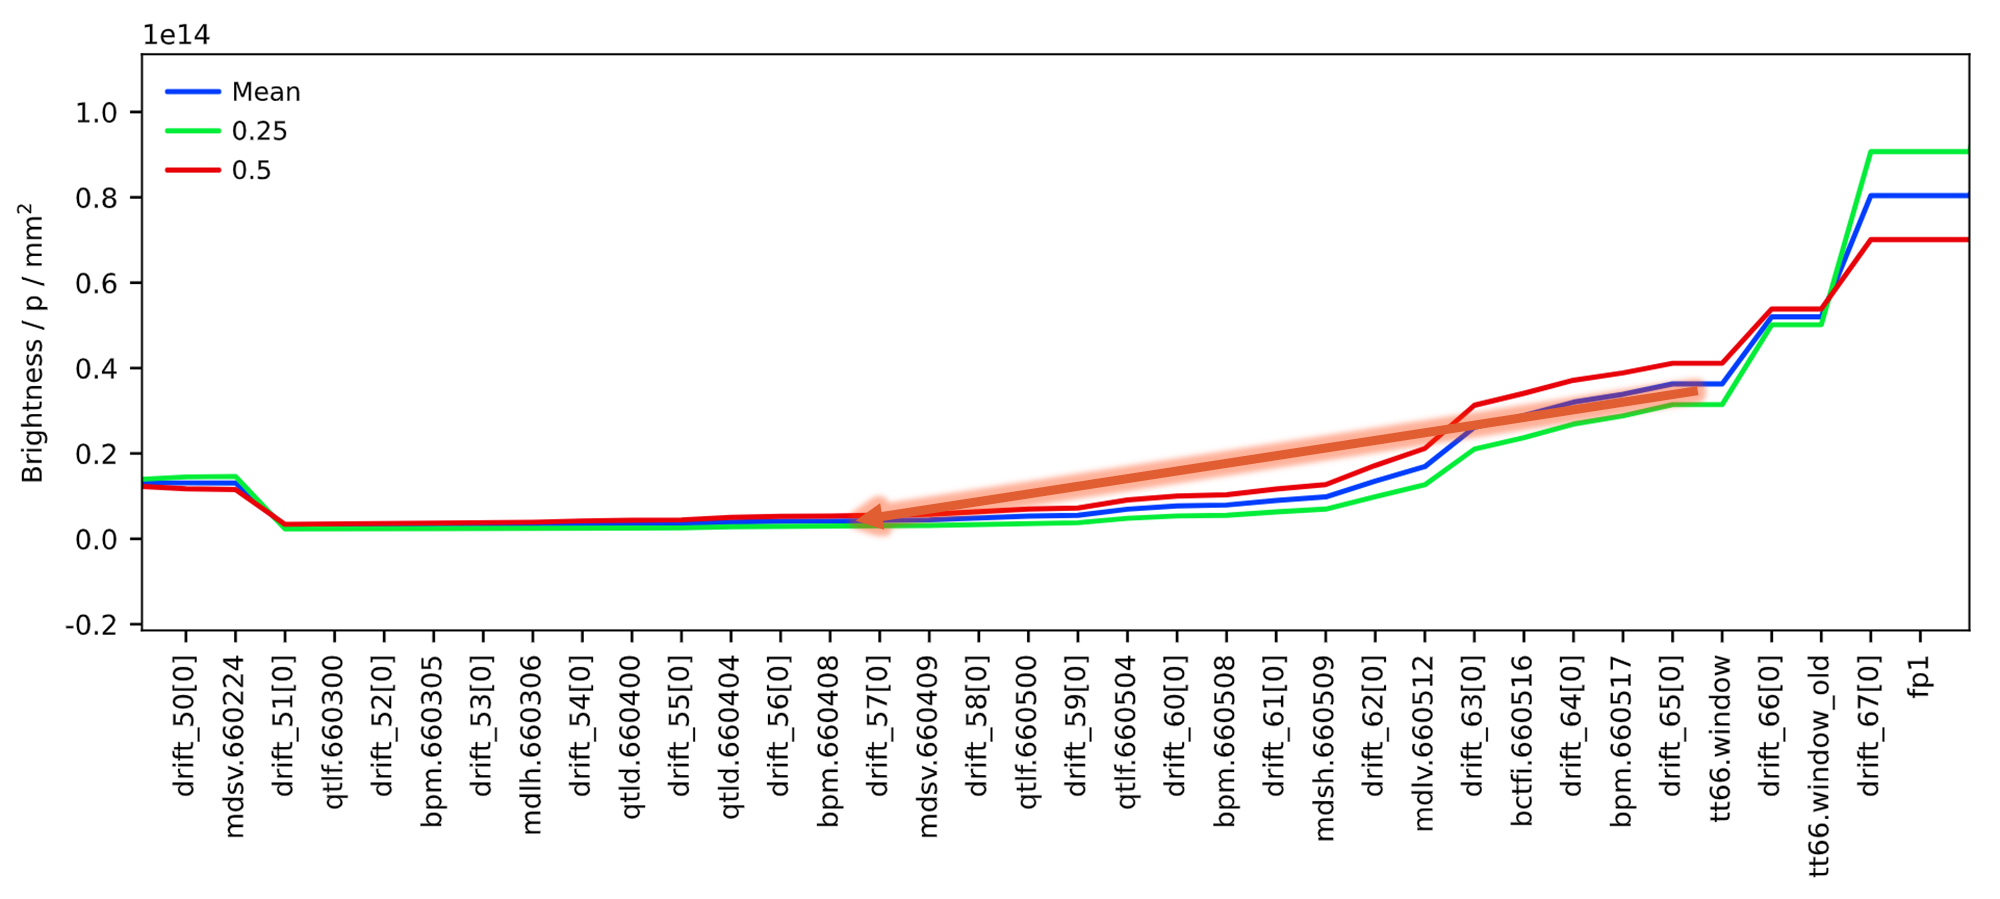 1e14
Mean
0.25
0.5
Brightness / p / mm²
1.0
0.8
0.6
0.4
0.2
0.0
-0.2
drift_50[0]
mdsv.660224
drift_51[0]
qtlf.660300
drift_52[0]
bpm.660305
drift_53[0]
mdlh.660306
drift_54[0]
qtld.660400
drift_55[0]
qtld.660404
drift_56[0]
bpm.660408
drift_57[0]
mdsv.660409
drift_58[0]
qtlf.660500
drift_59[0]
qtlf.660504
drift_60[0]
bpm.660508
drift_61[0]
mdsh.660509
drift_62[0]
mdlv.660512
drift_63[0]
bctfi.660516
drift_64[0]
bpm.660517
drift_65[0]
tt66.window
drift_66[0]
tt66.window_old
drift_67[0]
fp1